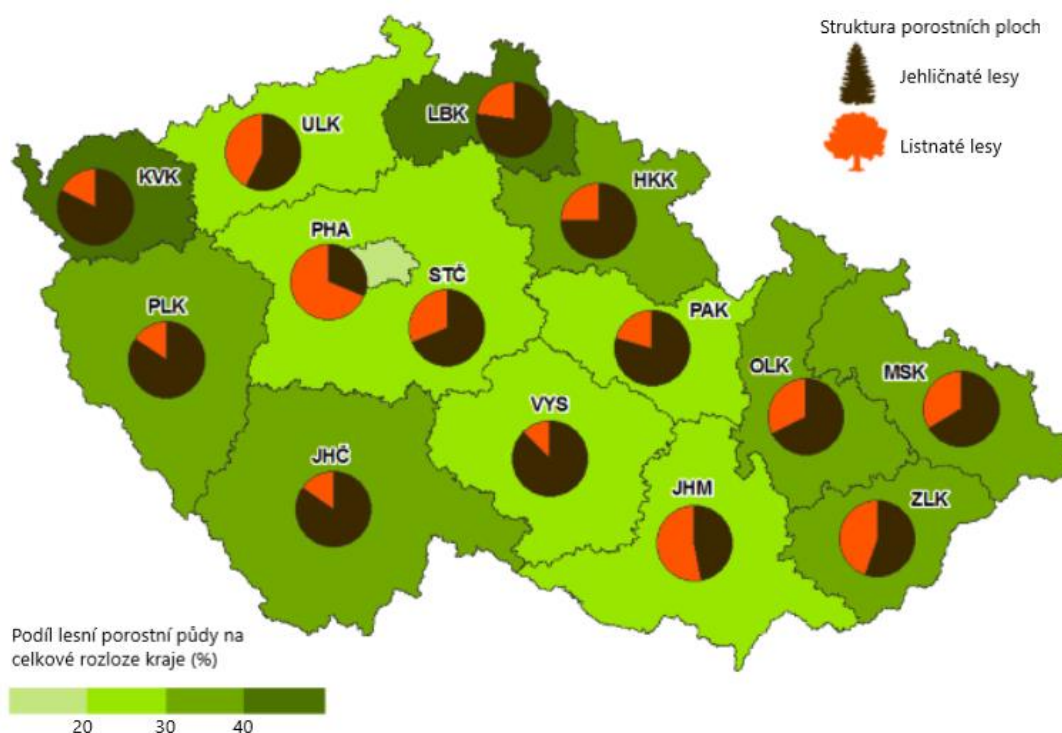 Struktura porostních ploch
Jehličnaté lesy
Listnaté lesy
LBK
ULK
KVK
HKK
PHA
STČ
PLK
PAK
OLK
MSK
VYS
JHČ
JHM
ZLK
Podíl lesní porostní půdy na
celkové rozloze kraje (%)
20 30 40